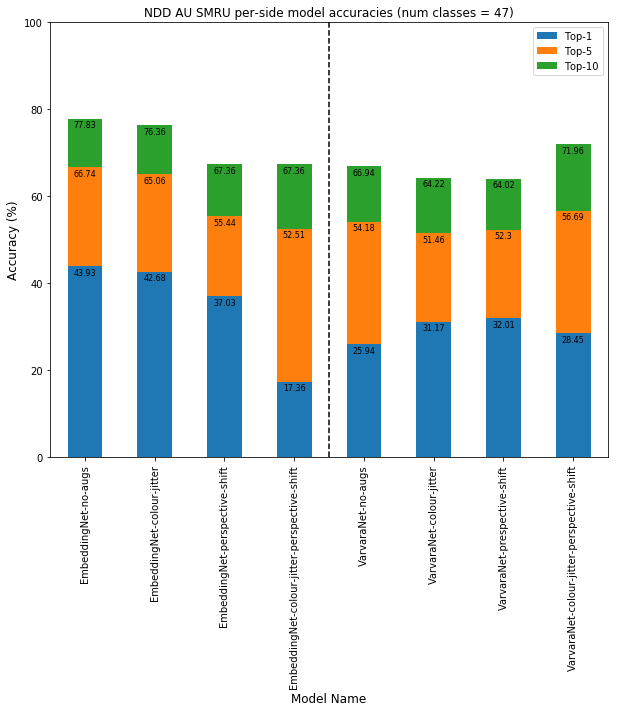 NDD AU SMRU per-side model accuracies (num classes = 47)
Top-1
Top-5
Top-10
Accuracy (%)
100
80
60
40
20
0
77.83
66.74
43.93
76.36
65.06
42.68
67.36
55.44
37.03
67.36
52.51
17.36
66.94
54.18
25.94
64.22
51.46
31.17
64.02
52.3
32.01
71.96
56.69
28.45
EmbeddingNet-no-augs
EmbeddingNet-colour-jitter
EmbeddingNet-perspective-shift
EmbeddingNet-colour-jitter-perspective-shift
VarvaraNet-no-augs
VarvaraNet-colour-jitter
VarvaraNet-prespective-shift
VarvaraNet-colour-jitter-perspective-shift
Model Name